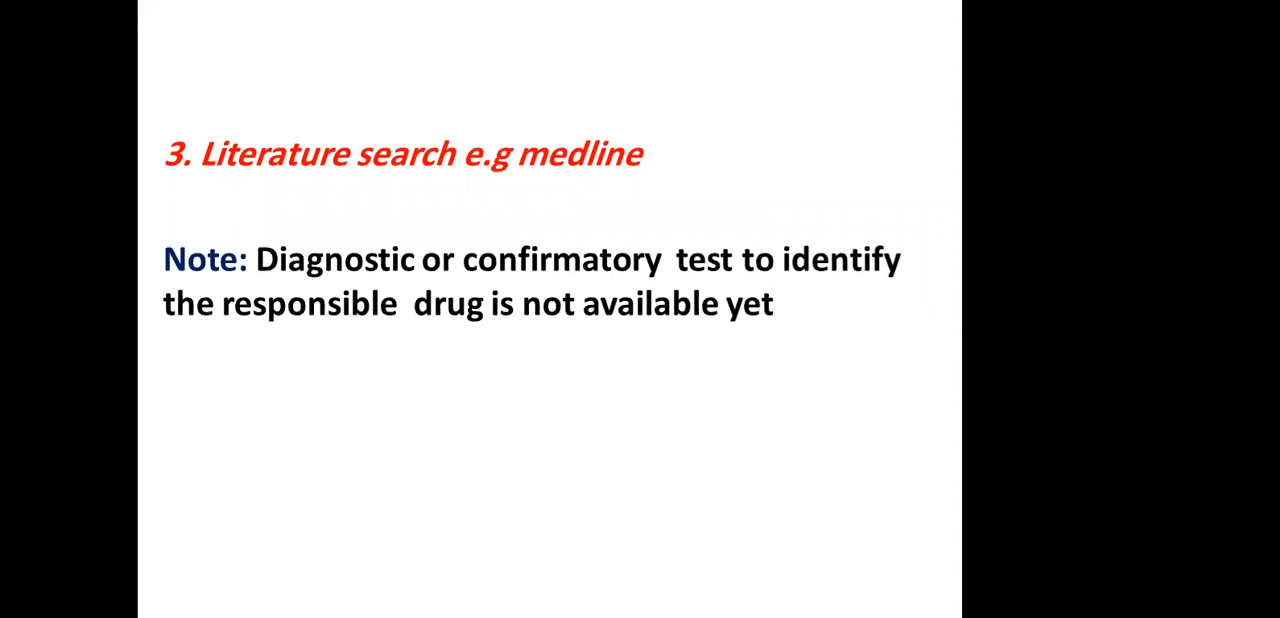 3. Literature search e.g medline
Note: Diagnostic or confirmatory  test to identify
the responsible  drug is not available yet